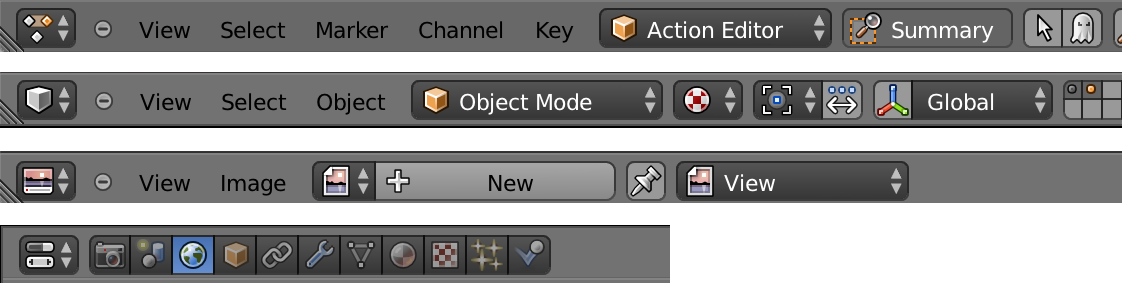 View Select Marker Channel Key Action Editor Summary
View Select Object Object Mode Global
View Image New View